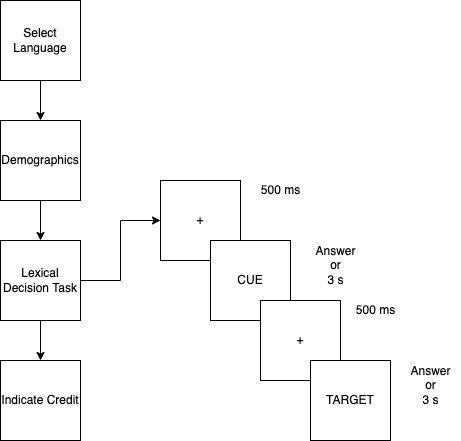 Select
Language
Demographics
Lexical
Decision Task
Indicate Credit
+
500 ms
CUE
Answer
or
3 s
+
500 ms
TARGET
Answer
or
3 s